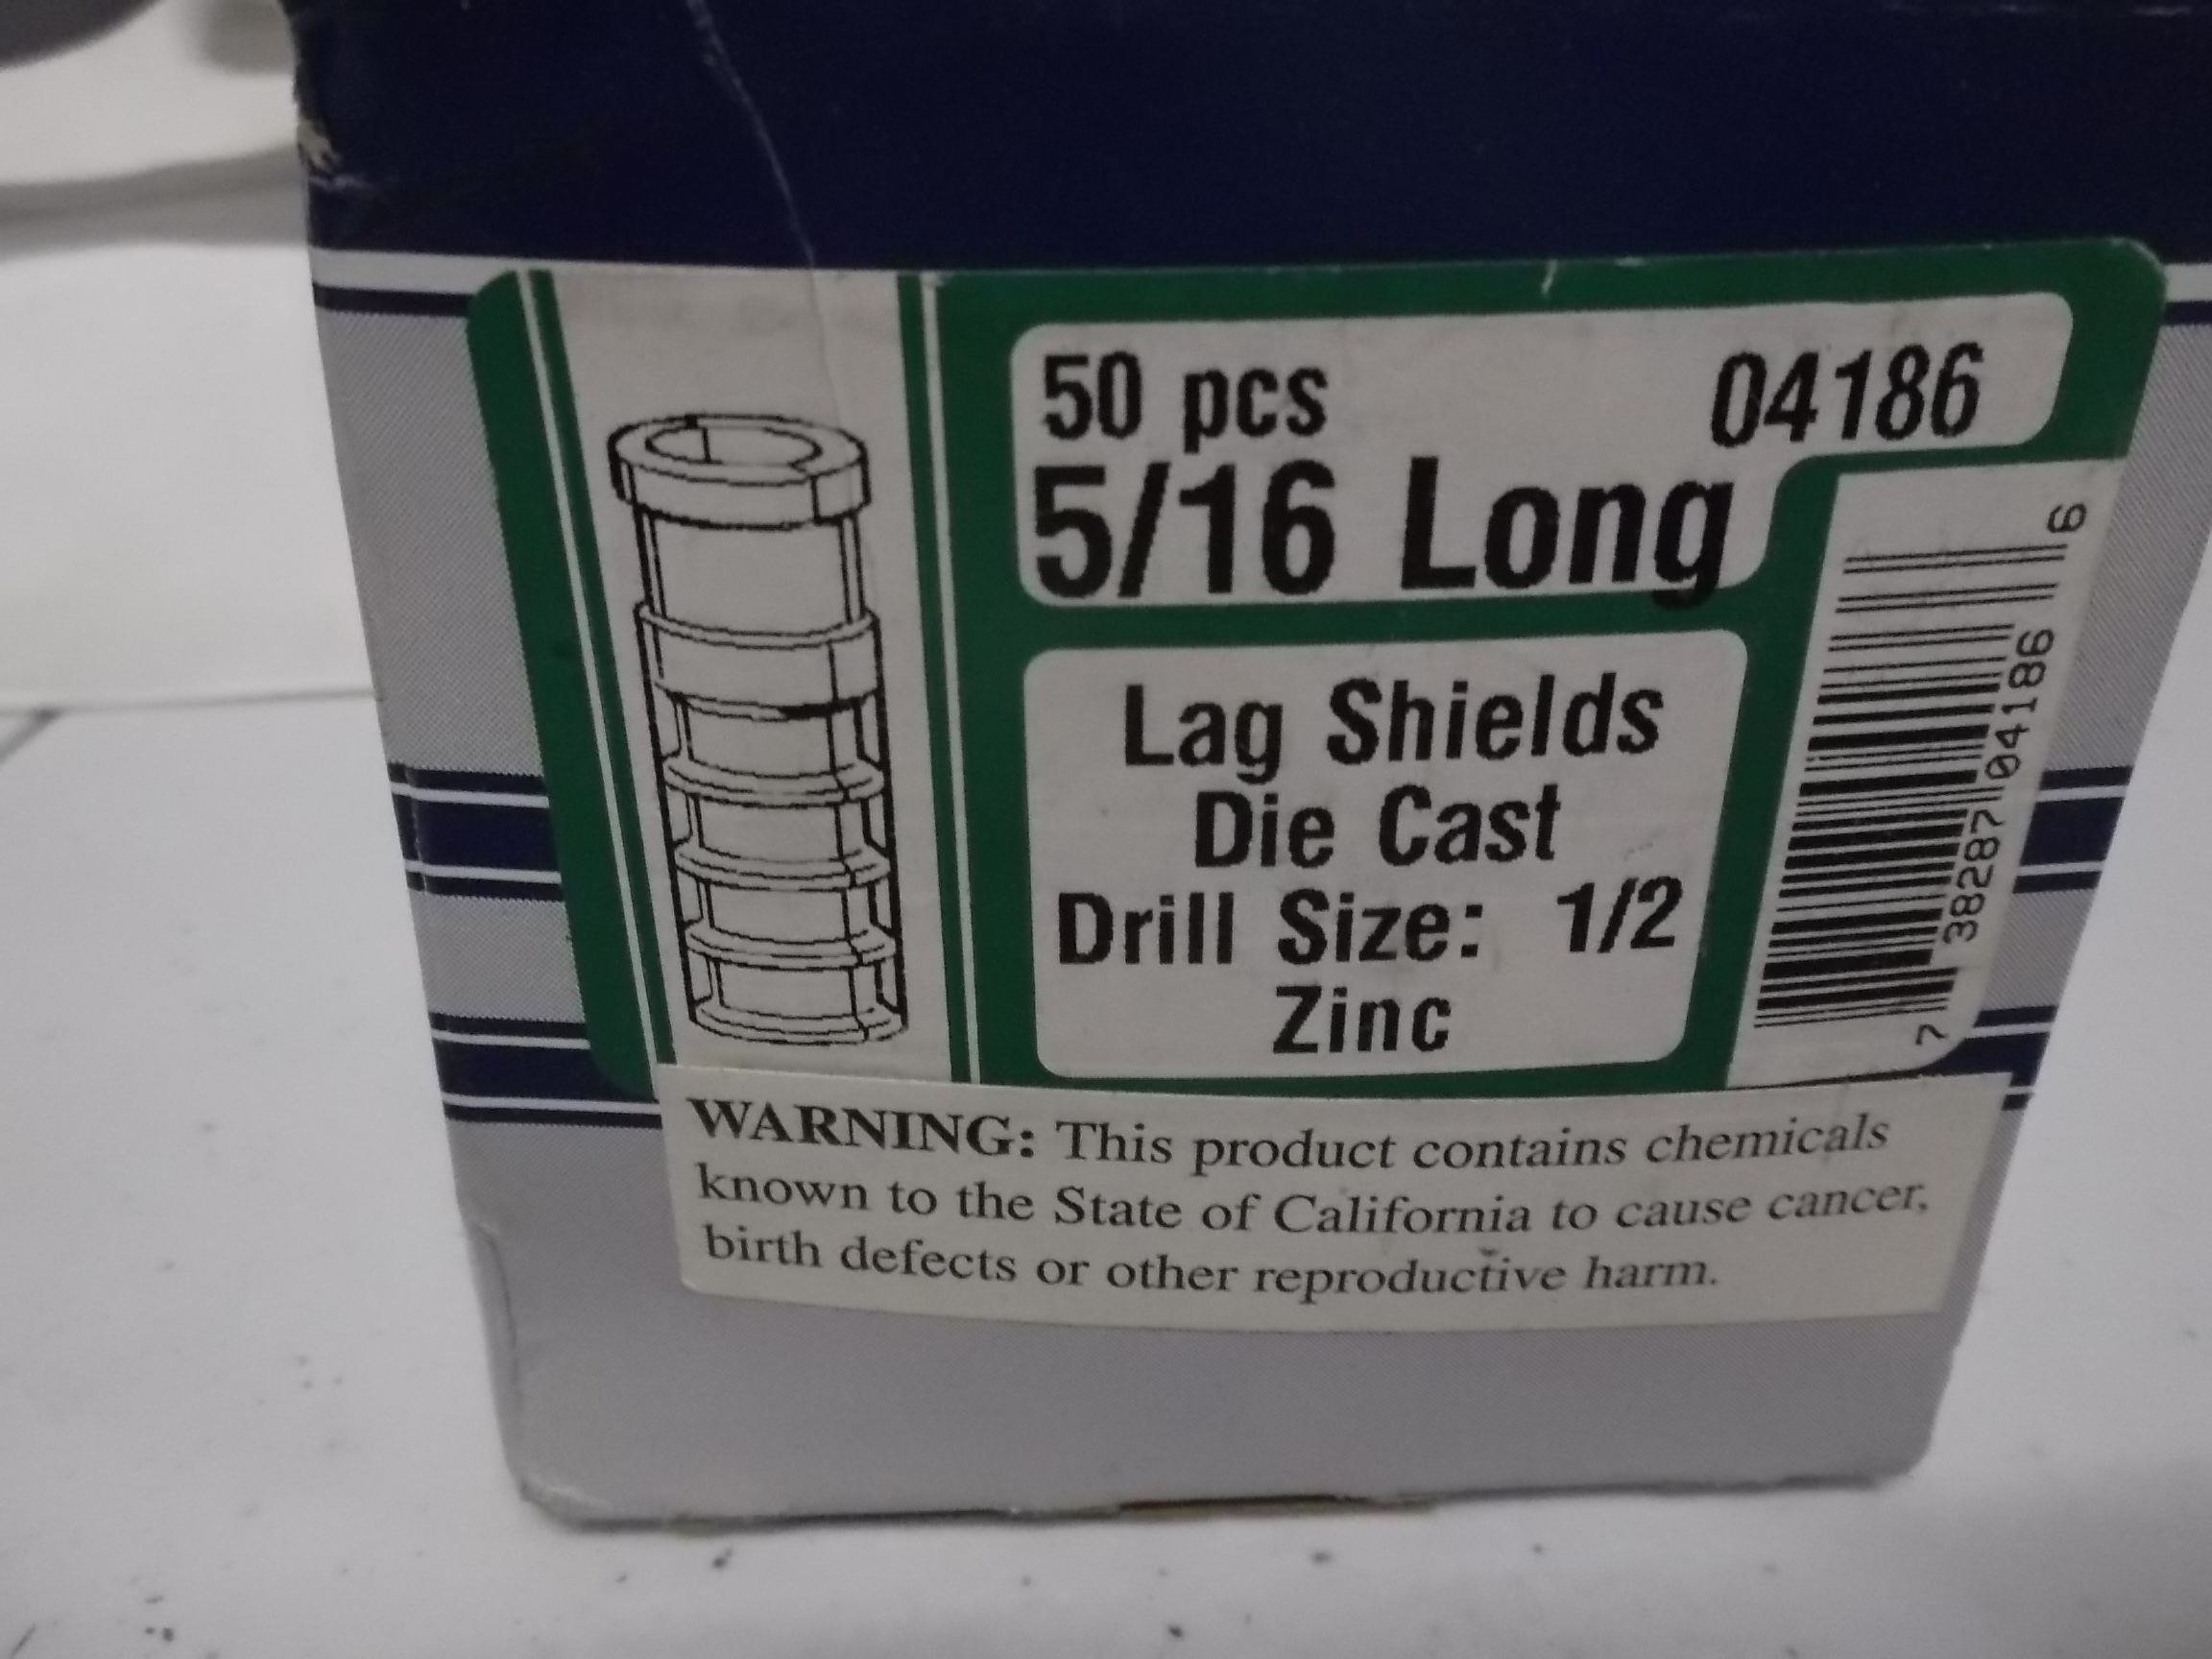 50 pcs 04186
5/16 Long
Lag Shields
Die Cast
Drill Size: 1/2
Zinc
7 38287 04186 6
WARNING: This product contains chemicals
known to the State of California to cause cancer,
birth defects or other reproductive harm.